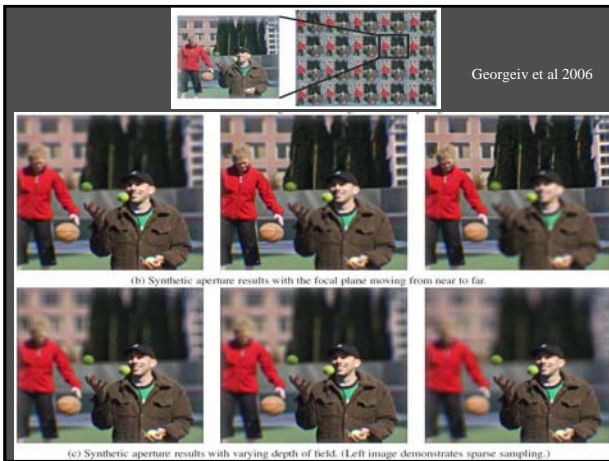 Georgeiv et al 2006
(b) Synthetic aperture results with the focal plane moving from near to far.
(c) Synthetic aperture results with varying depth of field. (Left image demonstrates sparse sampling.)